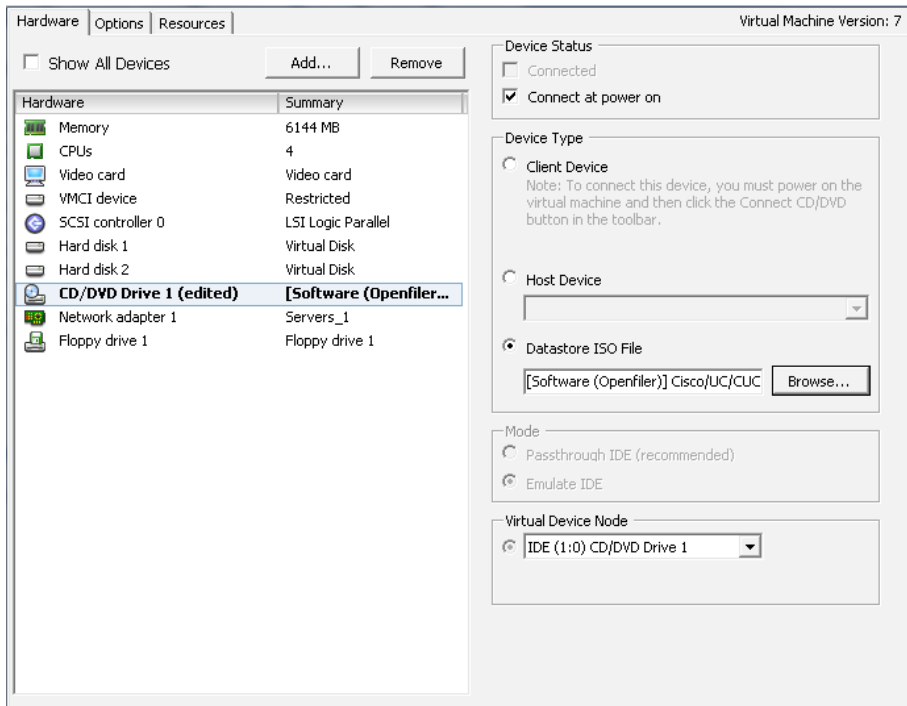 Hardware Options Resources Virtual Machine Version: 7
Show All Devices Add... Remove
Hardware Summary
Memory 6144 MB
CPUs 4
Video card Video card
VMCI device Restricted
SCSI controller 0 LSI Logic Parallel
Hard disk 1 Virtual Disk
Hard disk 2 Virtual Disk
CD/DVD Drive 1 (edited) [Software (Openfiler...
Network adapter 1 Servers_1
Floppy drive 1 Floppy drive 1
Device Status
Connected
Connect at power on
Device Type
Client Device
Note: To connect this device, you must power on the
virtual machine and then click the Connect CD/DVD
button in the toolbar.
Host Device
Datastore ISO File
[Software (Openfiler)] Cisco/UC/CUC Browse...
Mode
Passthrough IDE (recommended)
Emulate IDE
Virtual Device Node
IDE (1:0) CD/DVD Drive 1